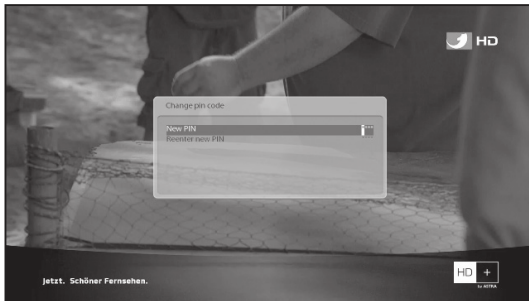 HD
Change pin code
New PIN
Reenter new PIN
Jetzt. Schöner Fernsehen.
HD +
by ASTRA